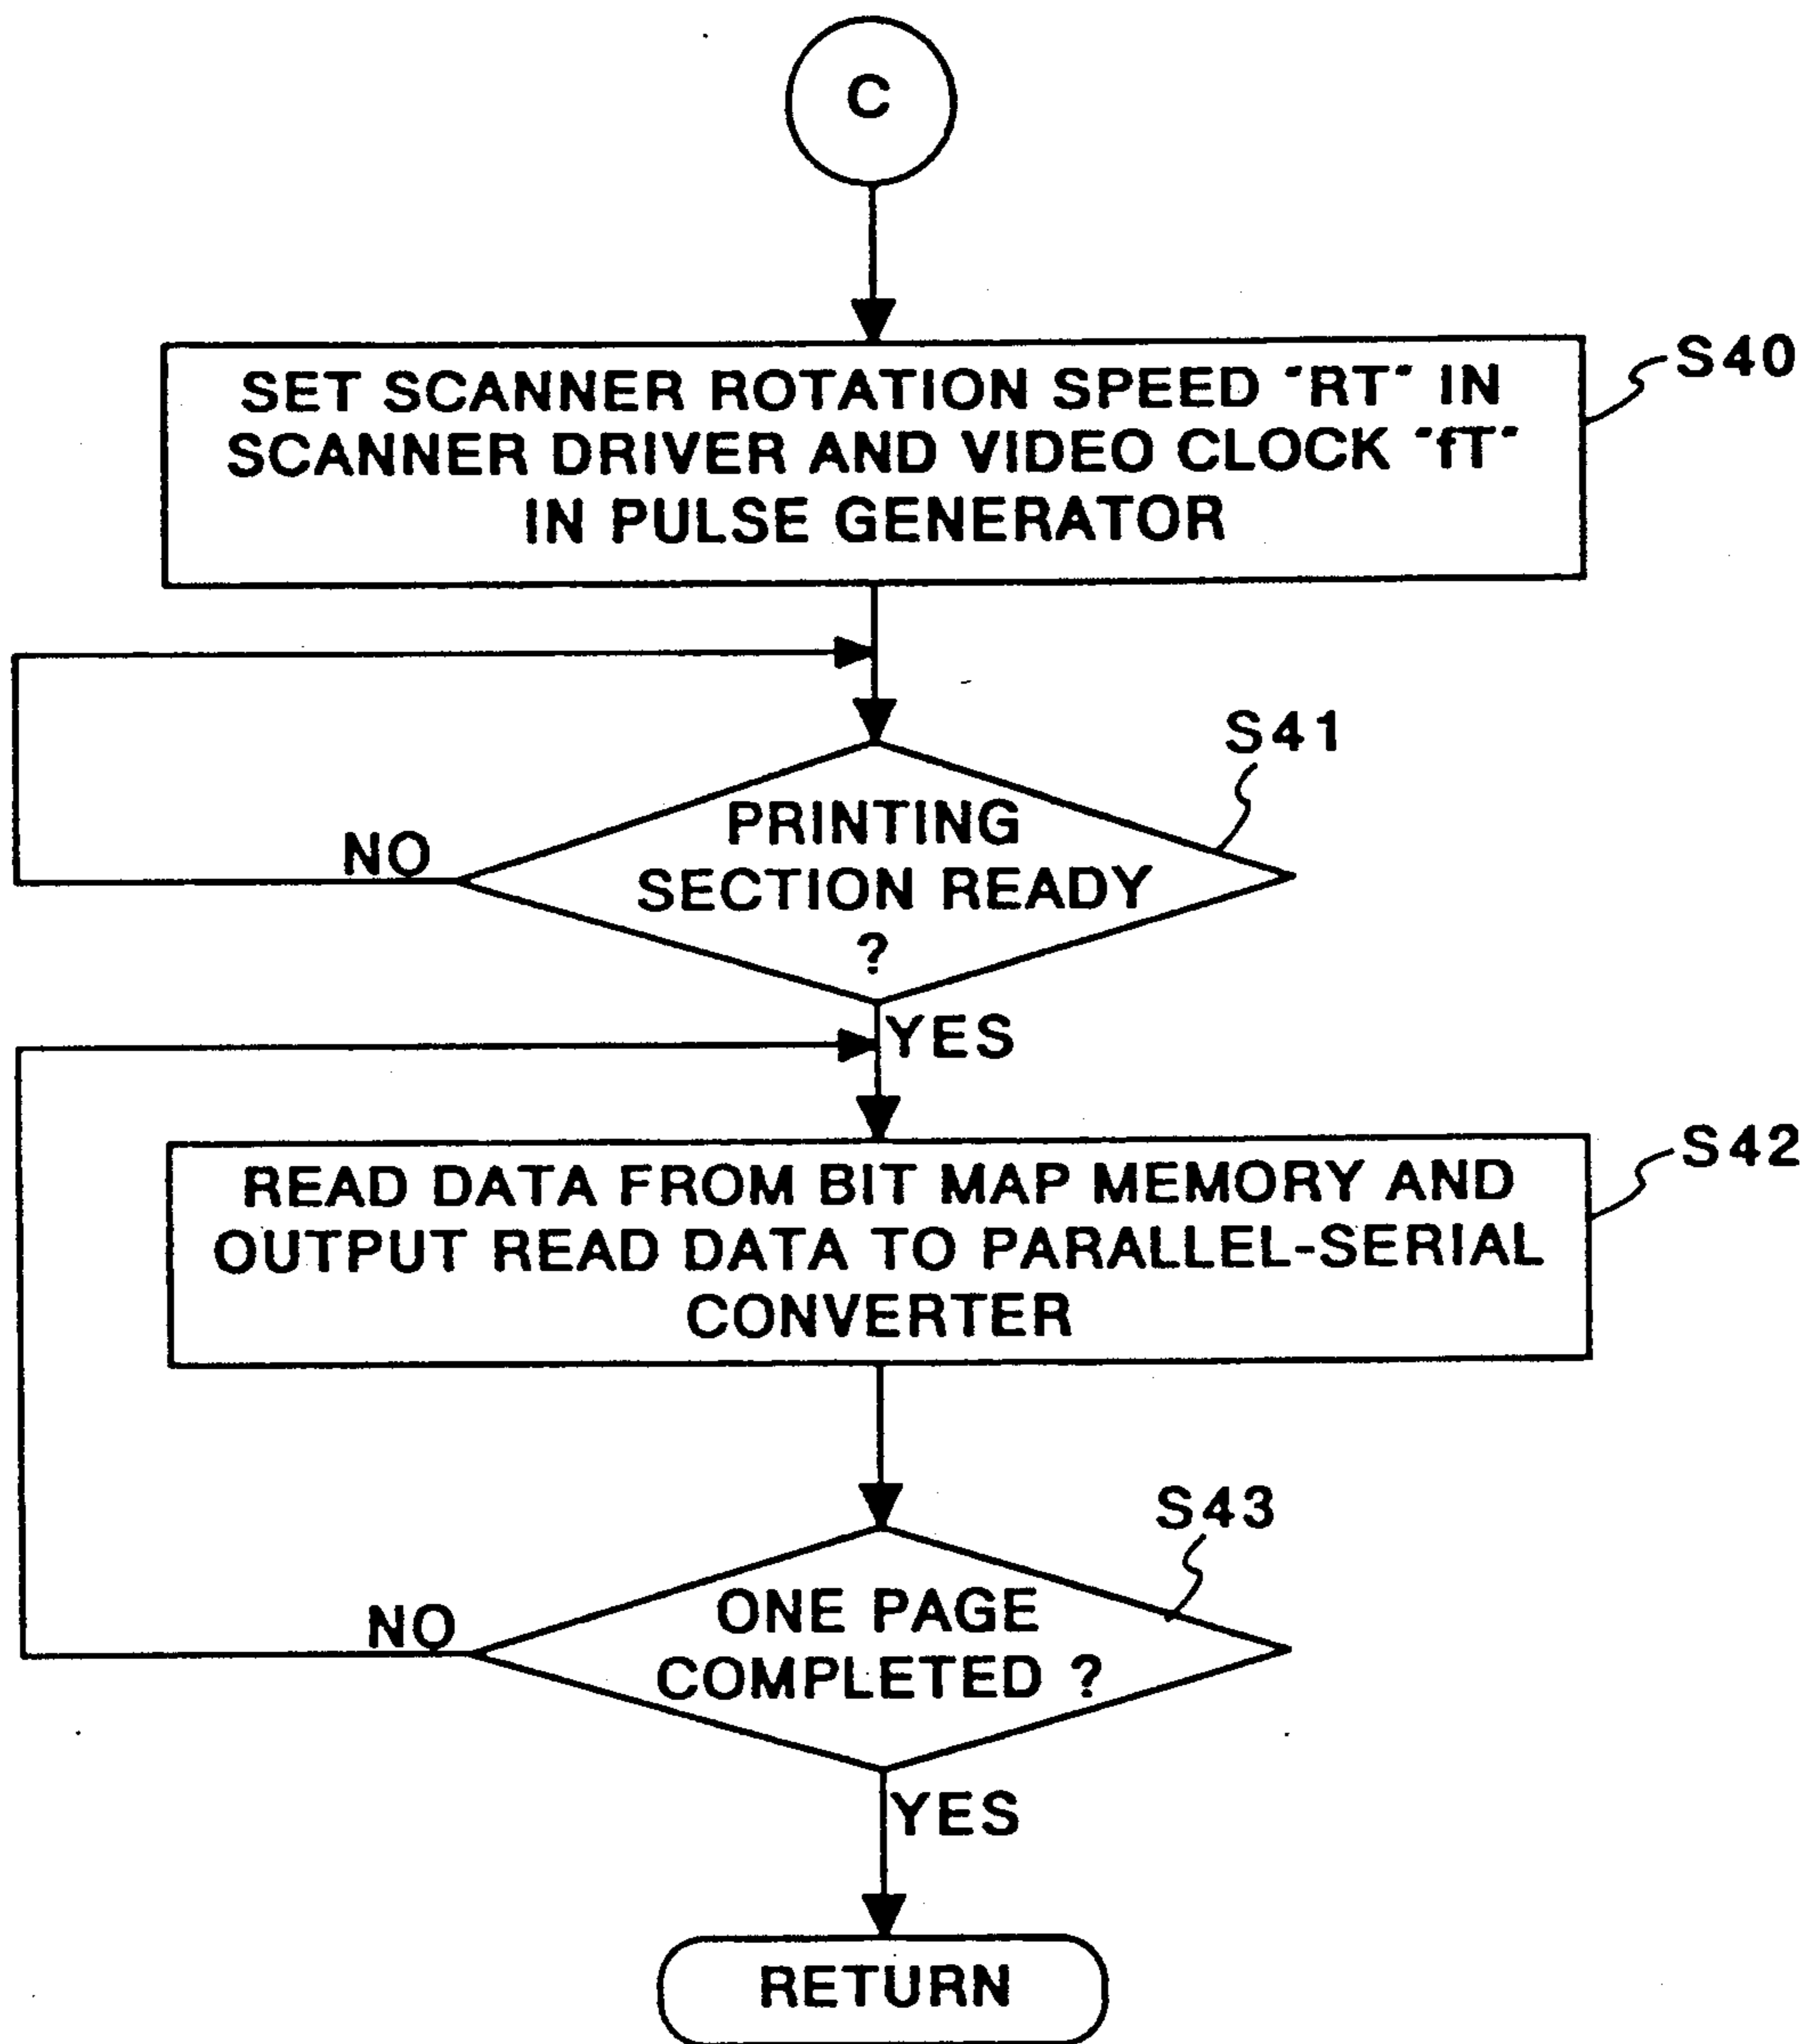 C
SET SCANNER ROTATION SPEED "RT" IN
SCANNER DRIVER AND VIDEO CLOCK "fT"
IN PULSE GENERATOR
S40
S41
PRINTING
SECTION READY
?
NO
YES
READ DATA FROM BIT MAP MEMORY AND
OUTPUT READ DATA TO PARALLEL-SERIAL
CONVERTER
S42
S43
ONE PAGE
COMPLETED ?
NO
YES
RETURN